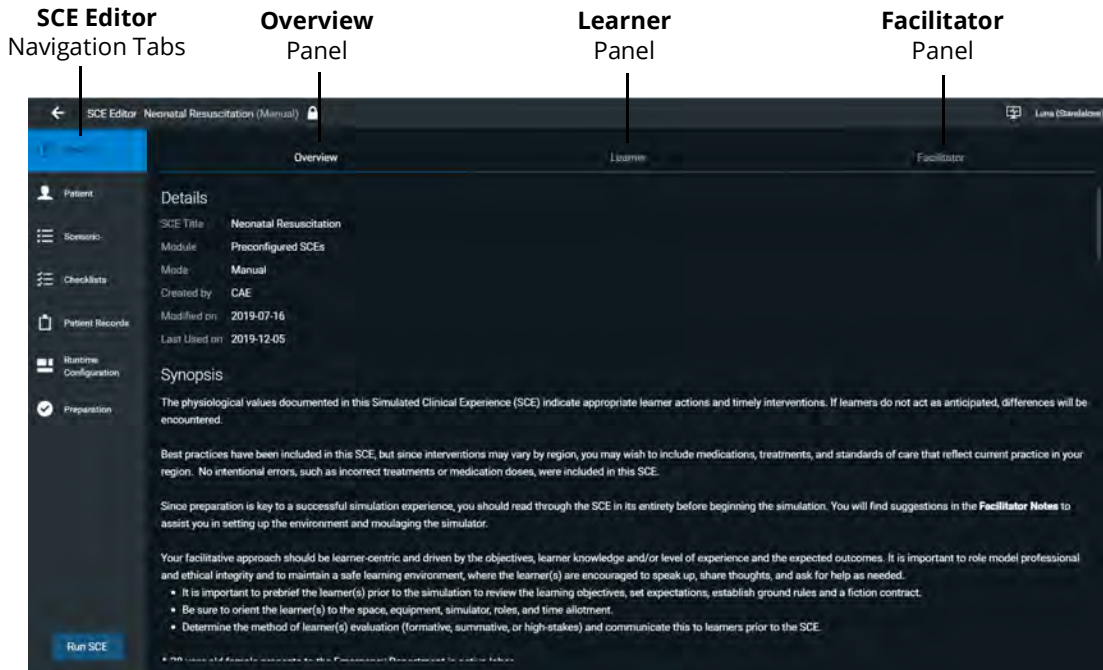 SCE Editor
Navigation Tabs
Overview
Panel
Learner
Panel
Facilitator
Panel
SCE Editor Neonatal Resuscitation (Manual)
Luna (Standalone)
Overview
Learner
Facilitator
Patient
Scenario
Checklists
Patient Records
Runtime
Configuration
Preparation
Run SCE
Details
SCE Title Neonatal Resuscitation
Module Preconfigured SCEs
Mode Manual
Created by CAE
Modified on 2019-07-16
Last Used on 2019-12-05
Synopsis
The physiological values documented in this Simulated Clinical Experience (SCE) indicate appropriate learner actions and timely interventions. If learners do not act as anticipated, differences will be
encountered.
Best practices have been included in this SCE, but since interventions may vary by region, you may wish to include medications, treatments, and standards of care that reflect current practice in your
region. No intentional errors, such as incorrect treatments or medication doses, were included in this SCE.
Since preparation is key to a successful simulation experience, you should read through the SCE in its entirety before beginning the simulation. You will find suggestions in the Facilitator Notes to
assist you in setting up the environment and moulaging the simulator.
Your facilitative approach should be learner-centric and driven by the objectives, learner knowledge and/or level of experience and the expected outcomes. It is important to role model professional
and ethical integrity and to maintain a safe learning environment, where the learner(s) are encouraged to speak up, share thoughts, and ask for help as needed.
• It is important to prebrief the learner(s) prior to the simulation to review the learning objectives, set expectations, establish ground rules and a fiction contract.
• Be sure to orient the learner(s) to the space, equipment, simulator, roles, and time allotment.
• Determine the method of learner(s) evaluation (formative, summative, or high-stakes) and communicate this to learners prior to the SCE.